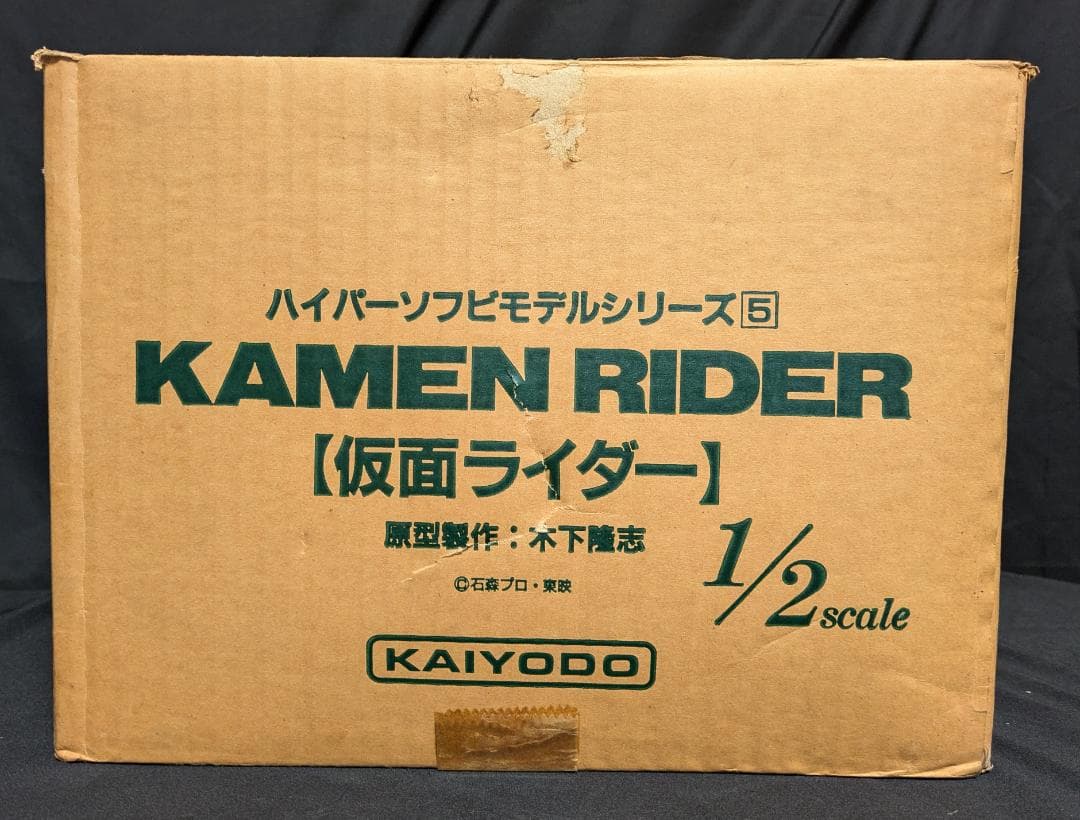 ハイパーソフビモデルシリーズ5
KAMEN RIDER
【仮面ライダー】
原型製作：木下隆志
©石森プロ・東映
1/2 scale
KAIYODO